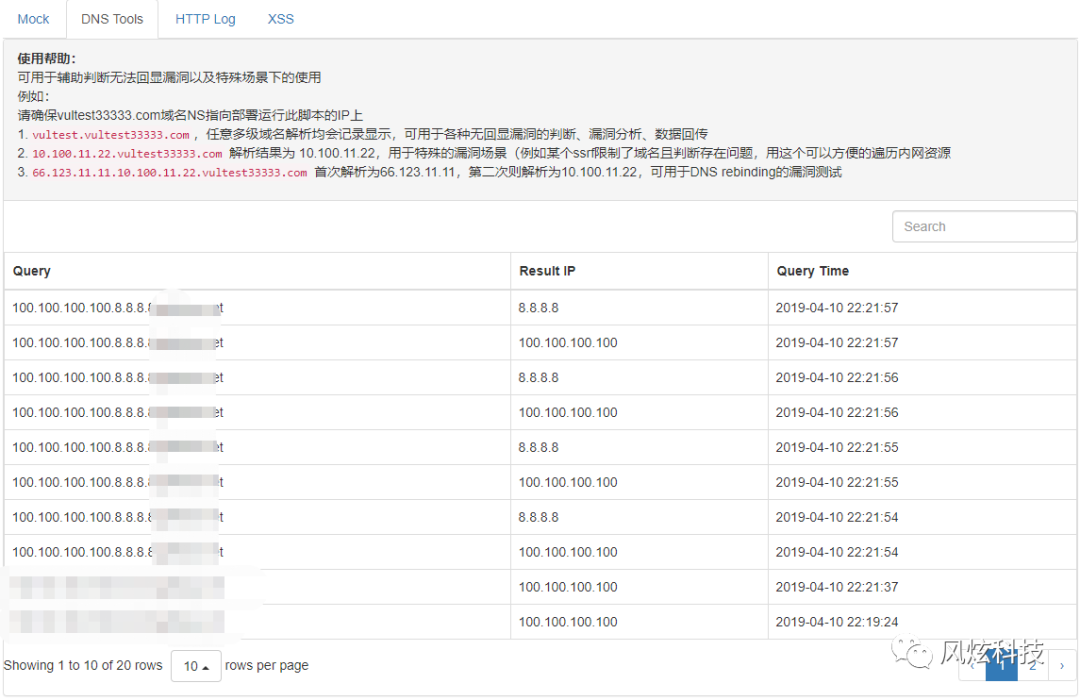 Mock DNS Tools HTTP Log XSS
使用帮助：
可用于辅助判断无法回显漏洞以及特殊场景下的使用
例如：
请确保vultest33333.com域名NS指向部署运行此脚本的IP上
1. vultest.vultest33333.com ，任意多级域名解析均会记录显示，可用于各种无回显漏洞的判断、漏洞分析、数据回传
2. 10.100.11.22.vultest33333.com 解析结果为 10.100.11.22，用于特殊的漏洞场景（例如某个ssrf限制了域名且判断存在问题，用这个可以方便的遍历内网资源
3. 66.123.11.11.10.100.11.22.vultest33333.com 首次解析为66.123.11.11，第二次则解析为10.100.11.22，可用于DNS rebinding的漏洞测试
Search
Query Result IP Query Time
100.100.100.100.8.8.8. et 8.8.8.8 2019-04-10 22:21:57
100.100.100.100.8.8.8. et 100.100.100.100 2019-04-10 22:21:57
100.100.100.100.8.8.8. et 8.8.8.8 2019-04-10 22:21:56
100.100.100.100.8.8.8. et 100.100.100.100 2019-04-10 22:21:56
100.100.100.100.8.8.8. et 8.8.8.8 2019-04-10 22:21:55
100.100.100.100.8.8.8. t 100.100.100.100 2019-04-10 22:21:55
100.100.100.100.8.8.8. t 8.8.8.8 2019-04-10 22:21:54
100.100.100.100.8.8.8.8 t 100.100.100.100 2019-04-10 22:21:54
100.100.100.100 2019-04-10 22:21:37
100.100.100.100 2019-04-10 22:19:24
Showing 1 to 10 of 20 rows 10 rows per page ‹ 1 2 ›
风炫科技